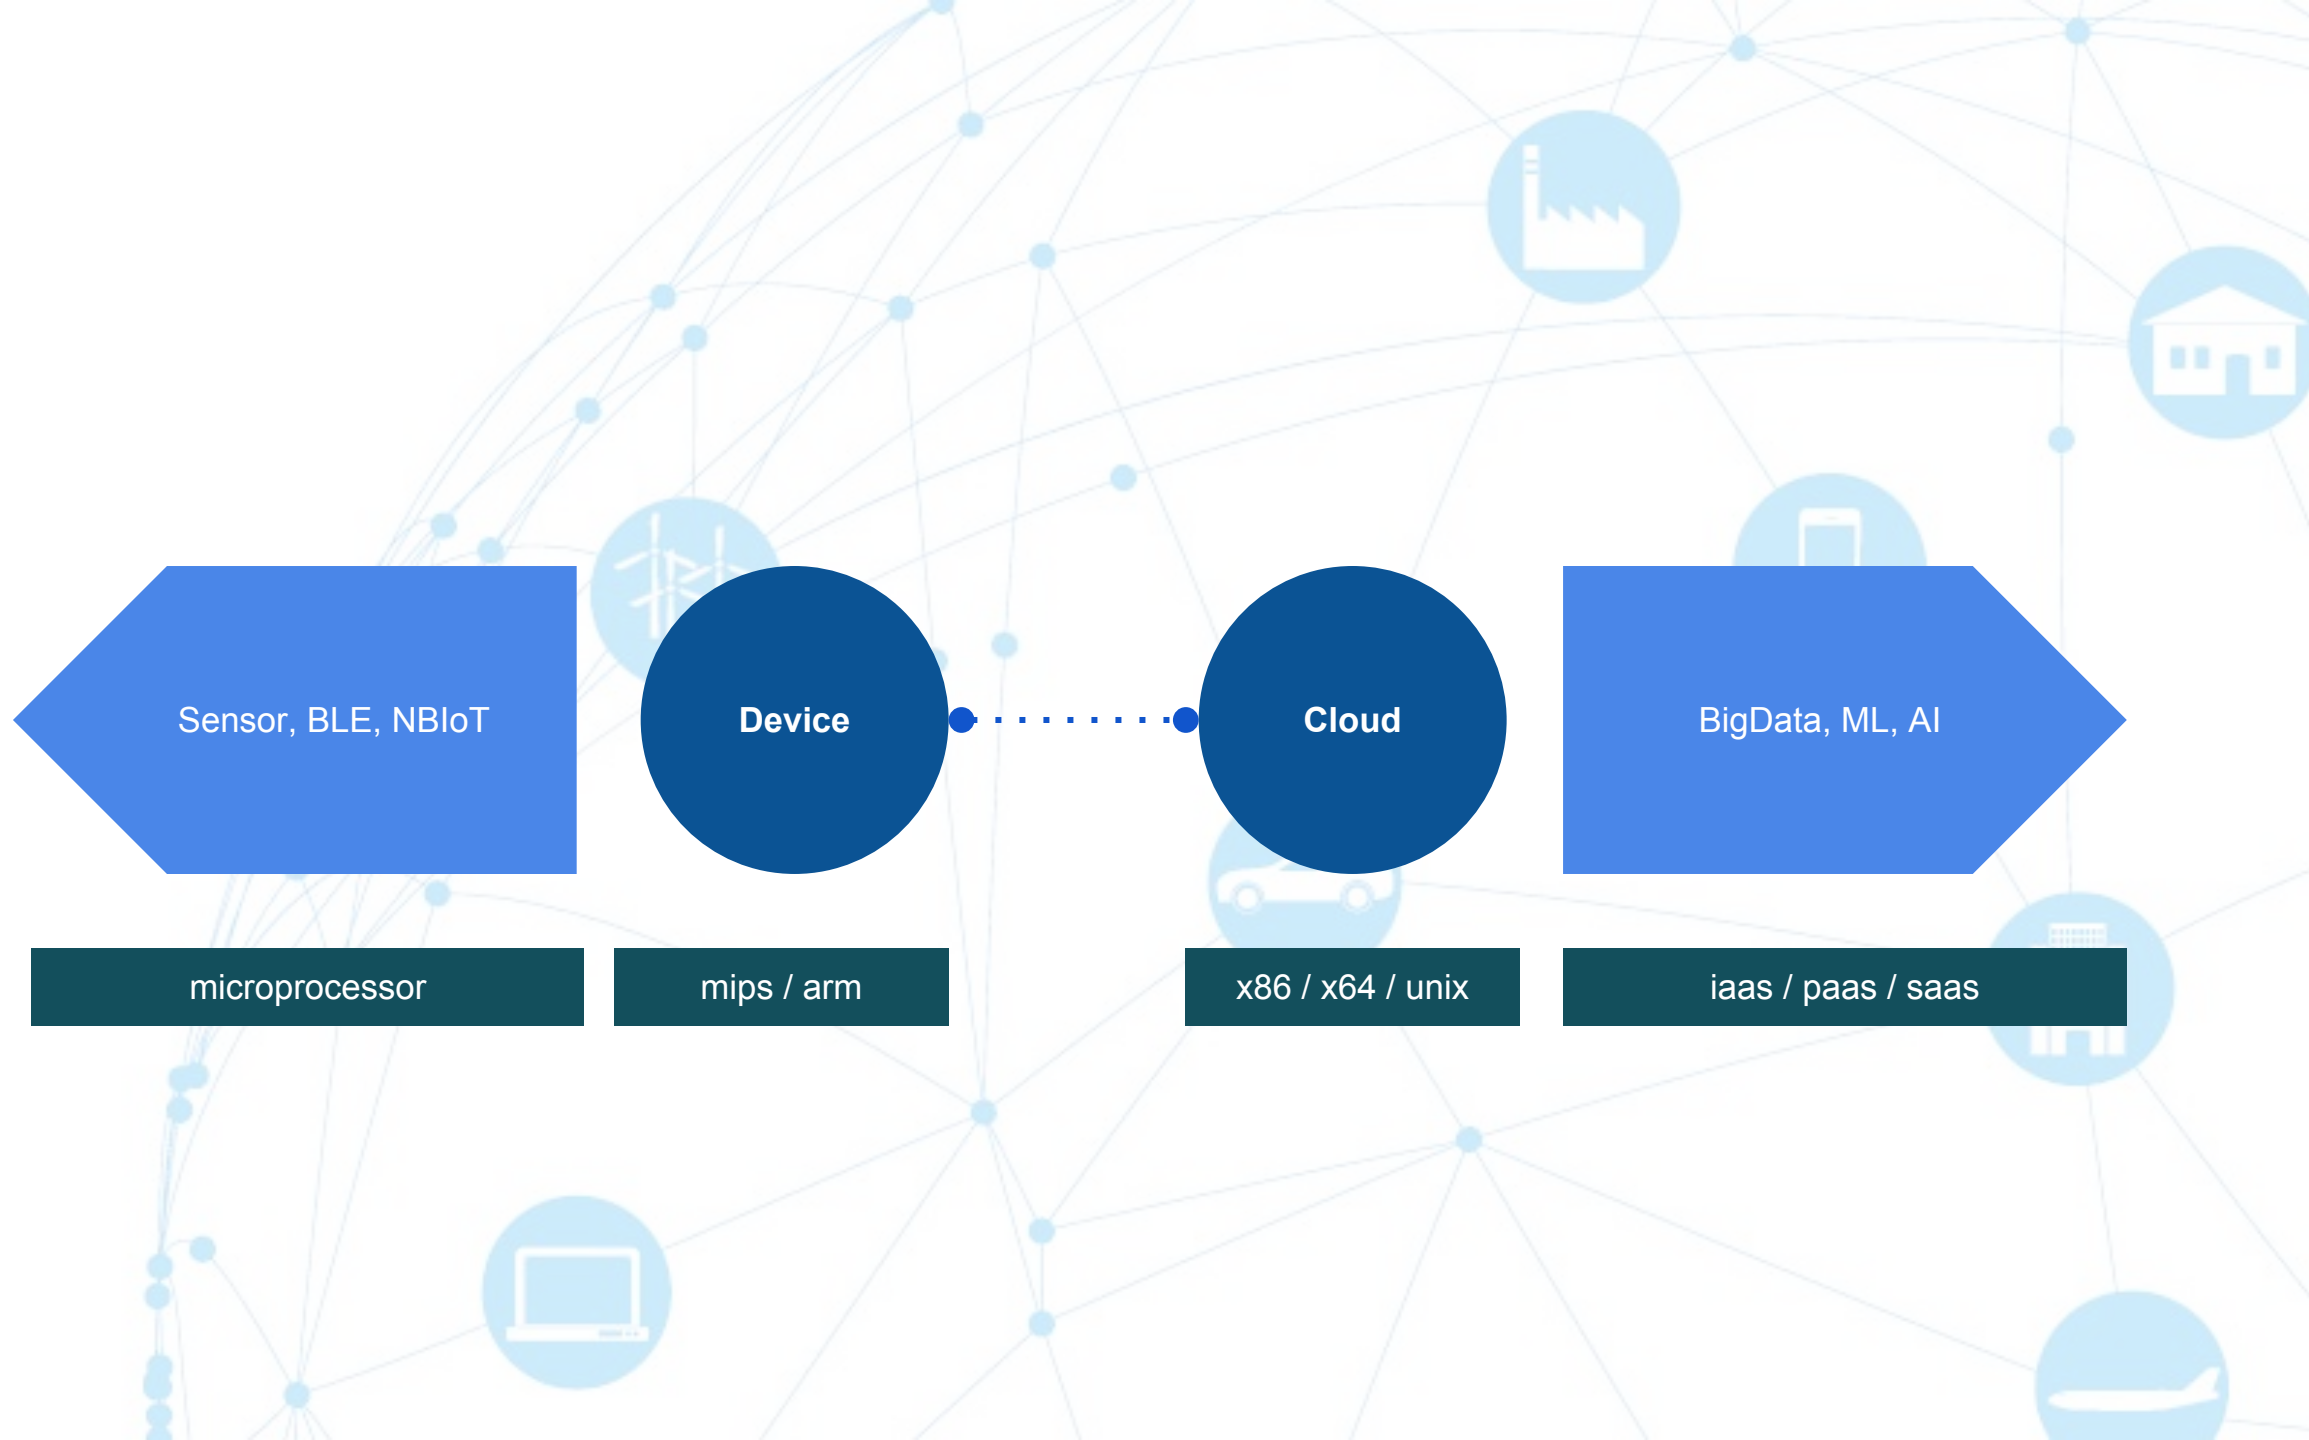 Sensor, BLE, NBIoT
Device
Cloud
BigData, ML, AI
microprocessor
mips / arm
x86 / x64 / unix
iaas / paas / saas